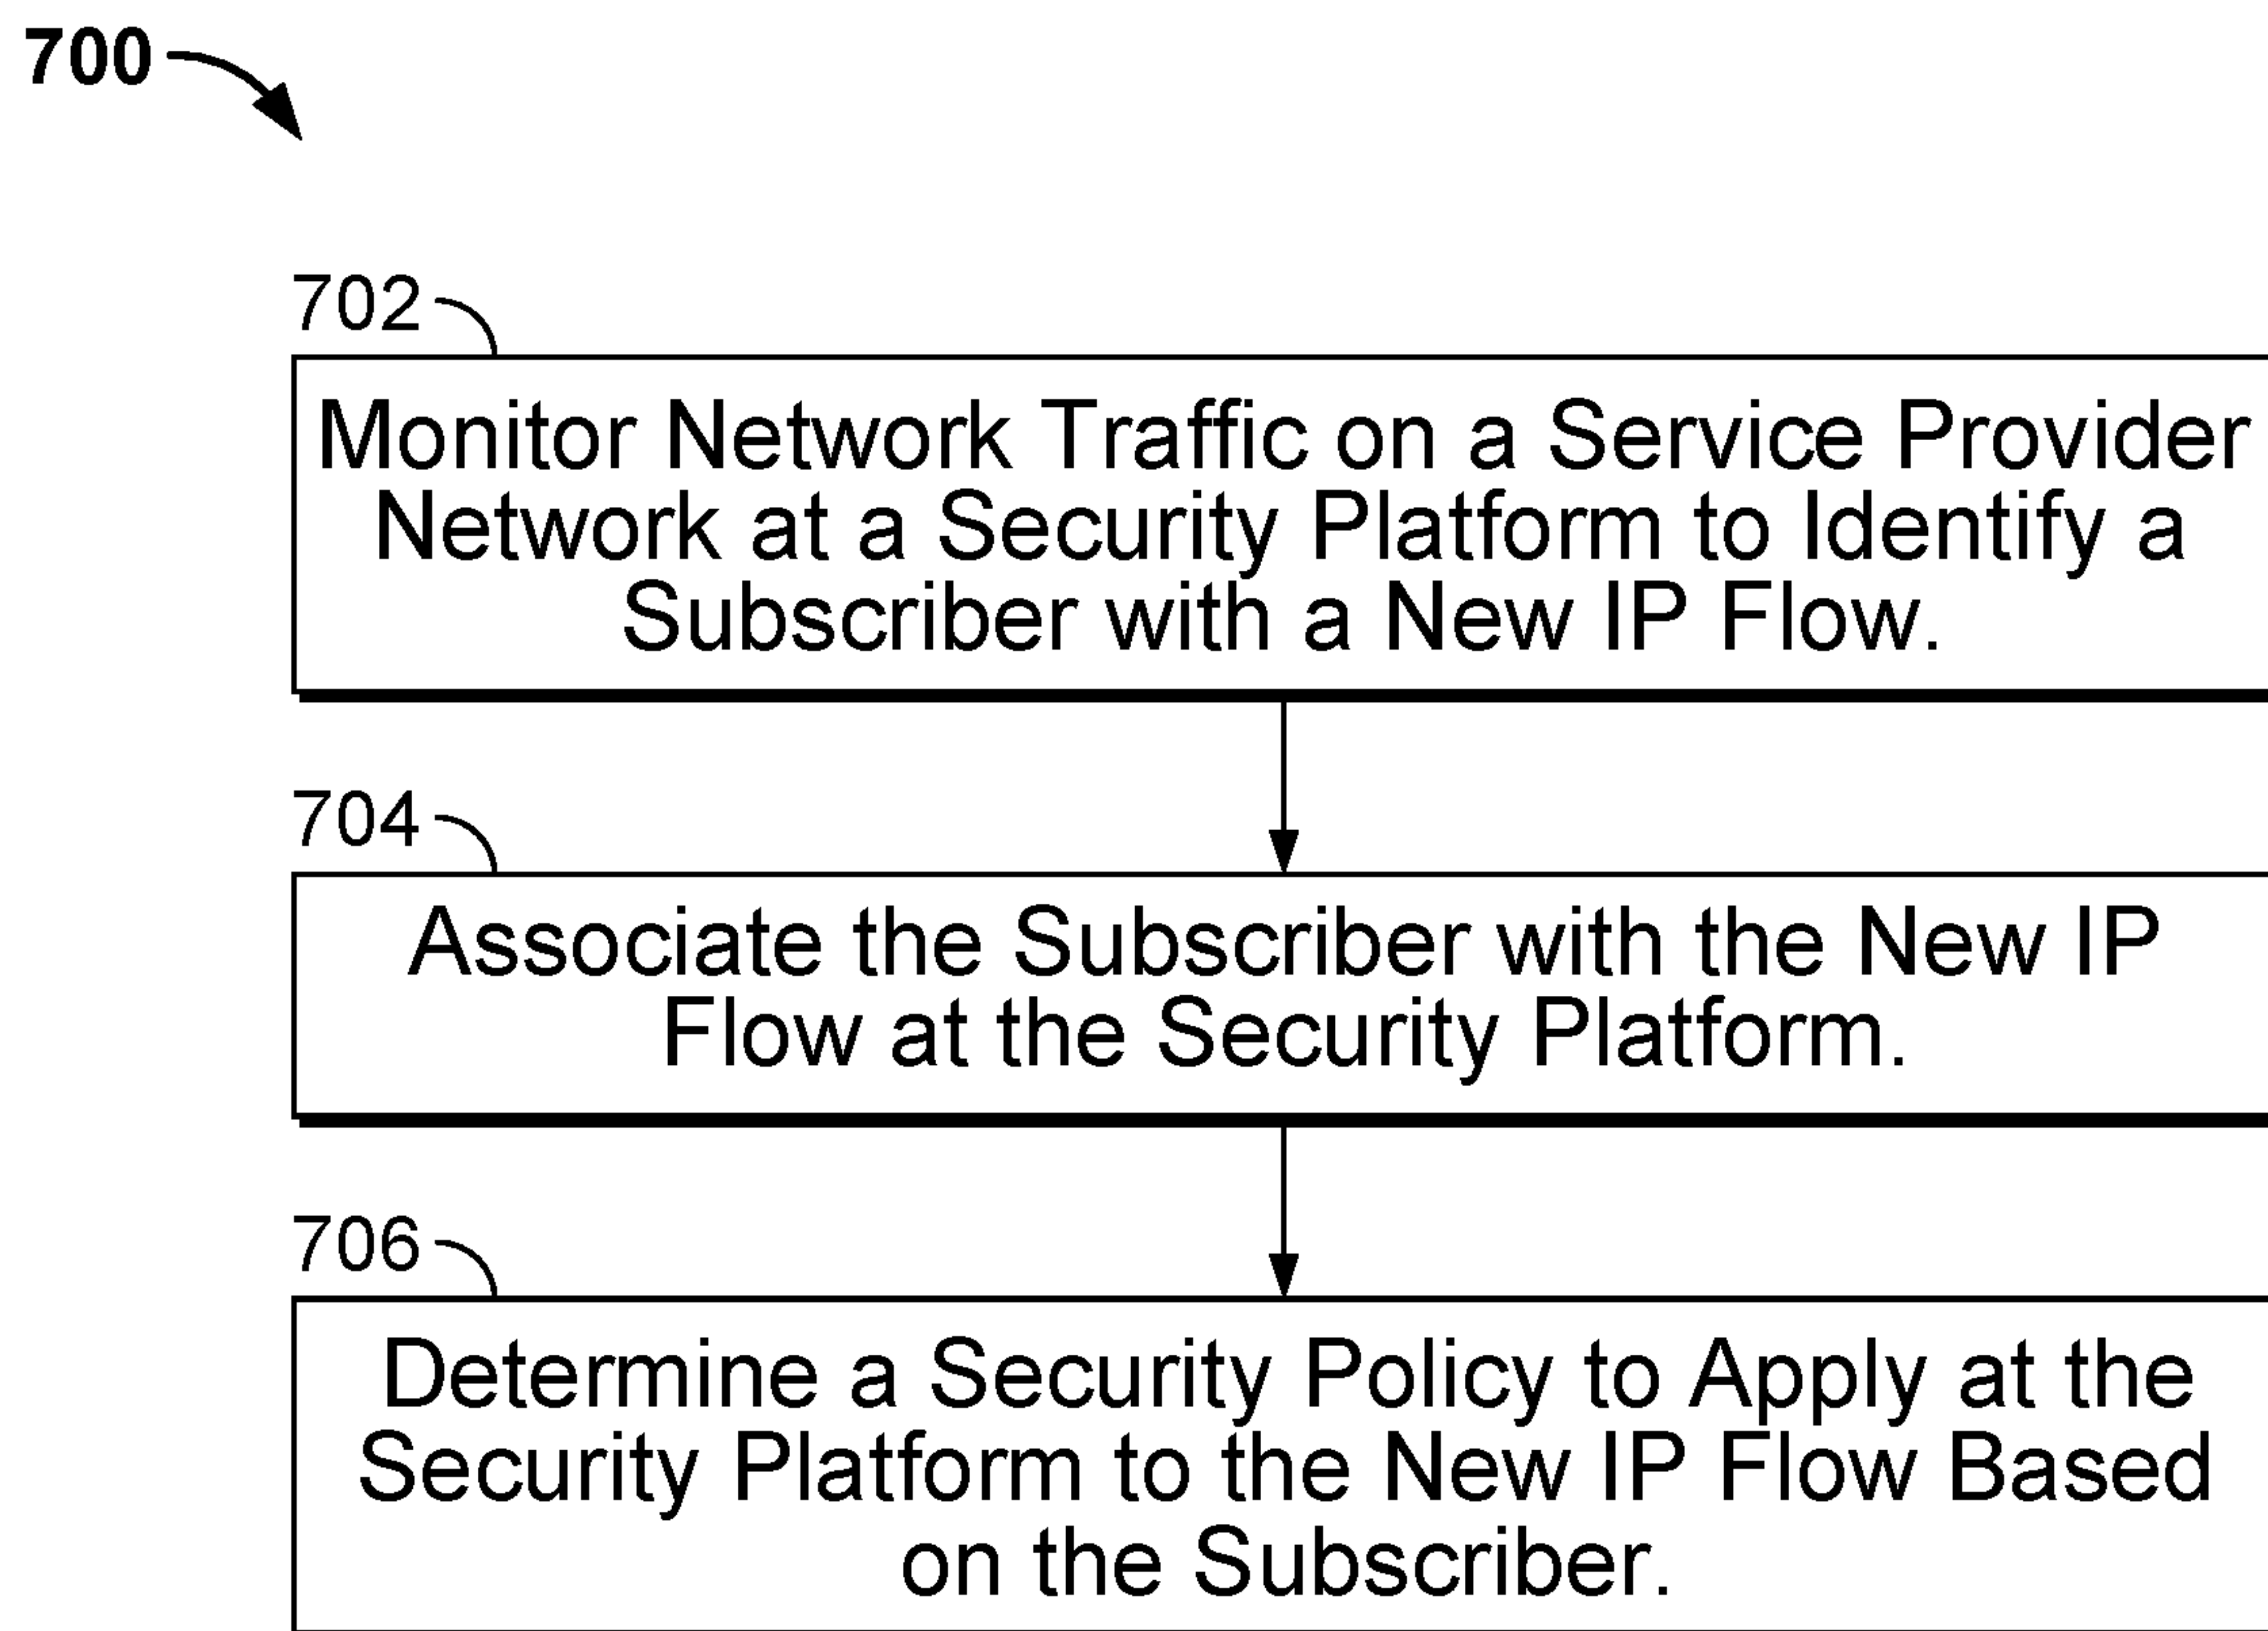 700
702
Monitor Network Traffic on a Service Provider
Network at a Security Platform to Identify a
Subscriber with a New IP Flow.
704
Associate the Subscriber with the New IP
Flow at the Security Platform.
706
Determine a Security Policy to Apply at the
Security Platform to the New IP Flow Based
on the Subscriber.